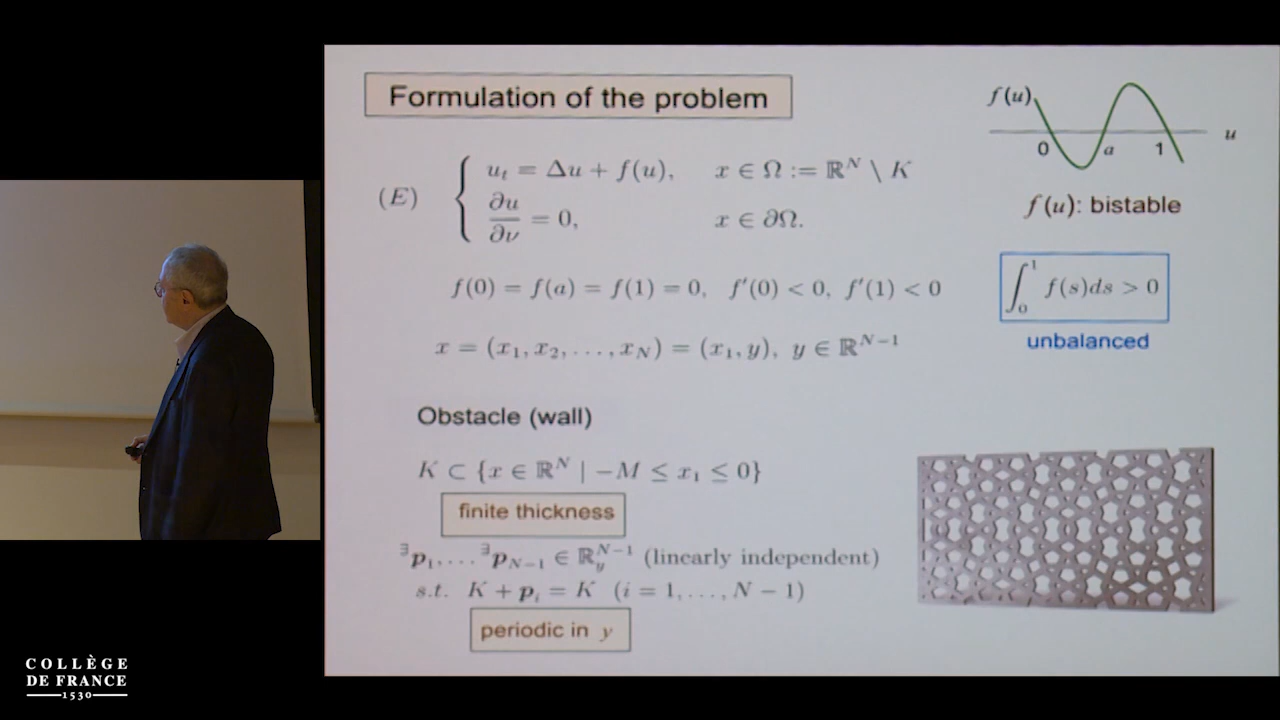 Formulation of the problem
(E) { u_t = Δu + f(u), x ∈ Ω := ℝ^N \ K
∂u/∂ν = 0, x ∈ ∂Ω.
f(0) = f(a) = f(1) = 0, f′(0) < 0, f′(1) < 0
x = (x₁, x₂, . . . , x_N) = (x₁, y), y ∈ ℝ^{N−1}
f(u)
u
0 a 1
f(u): bistable
∫₀¹ f(s)ds > 0
unbalanced
Obstacle (wall)
K ⊂ {x ∈ ℝ^N | −M ≤ x₁ ≤ 0}
finite thickness
∃p₁, . . . ∃p_{N−1} ∈ ℝ_y^{N−1} (linearly independent)
s.t. K + p_i = K (i = 1, . . . , N − 1)
periodic in y
COLLÈGE
DE FRANCE
1530